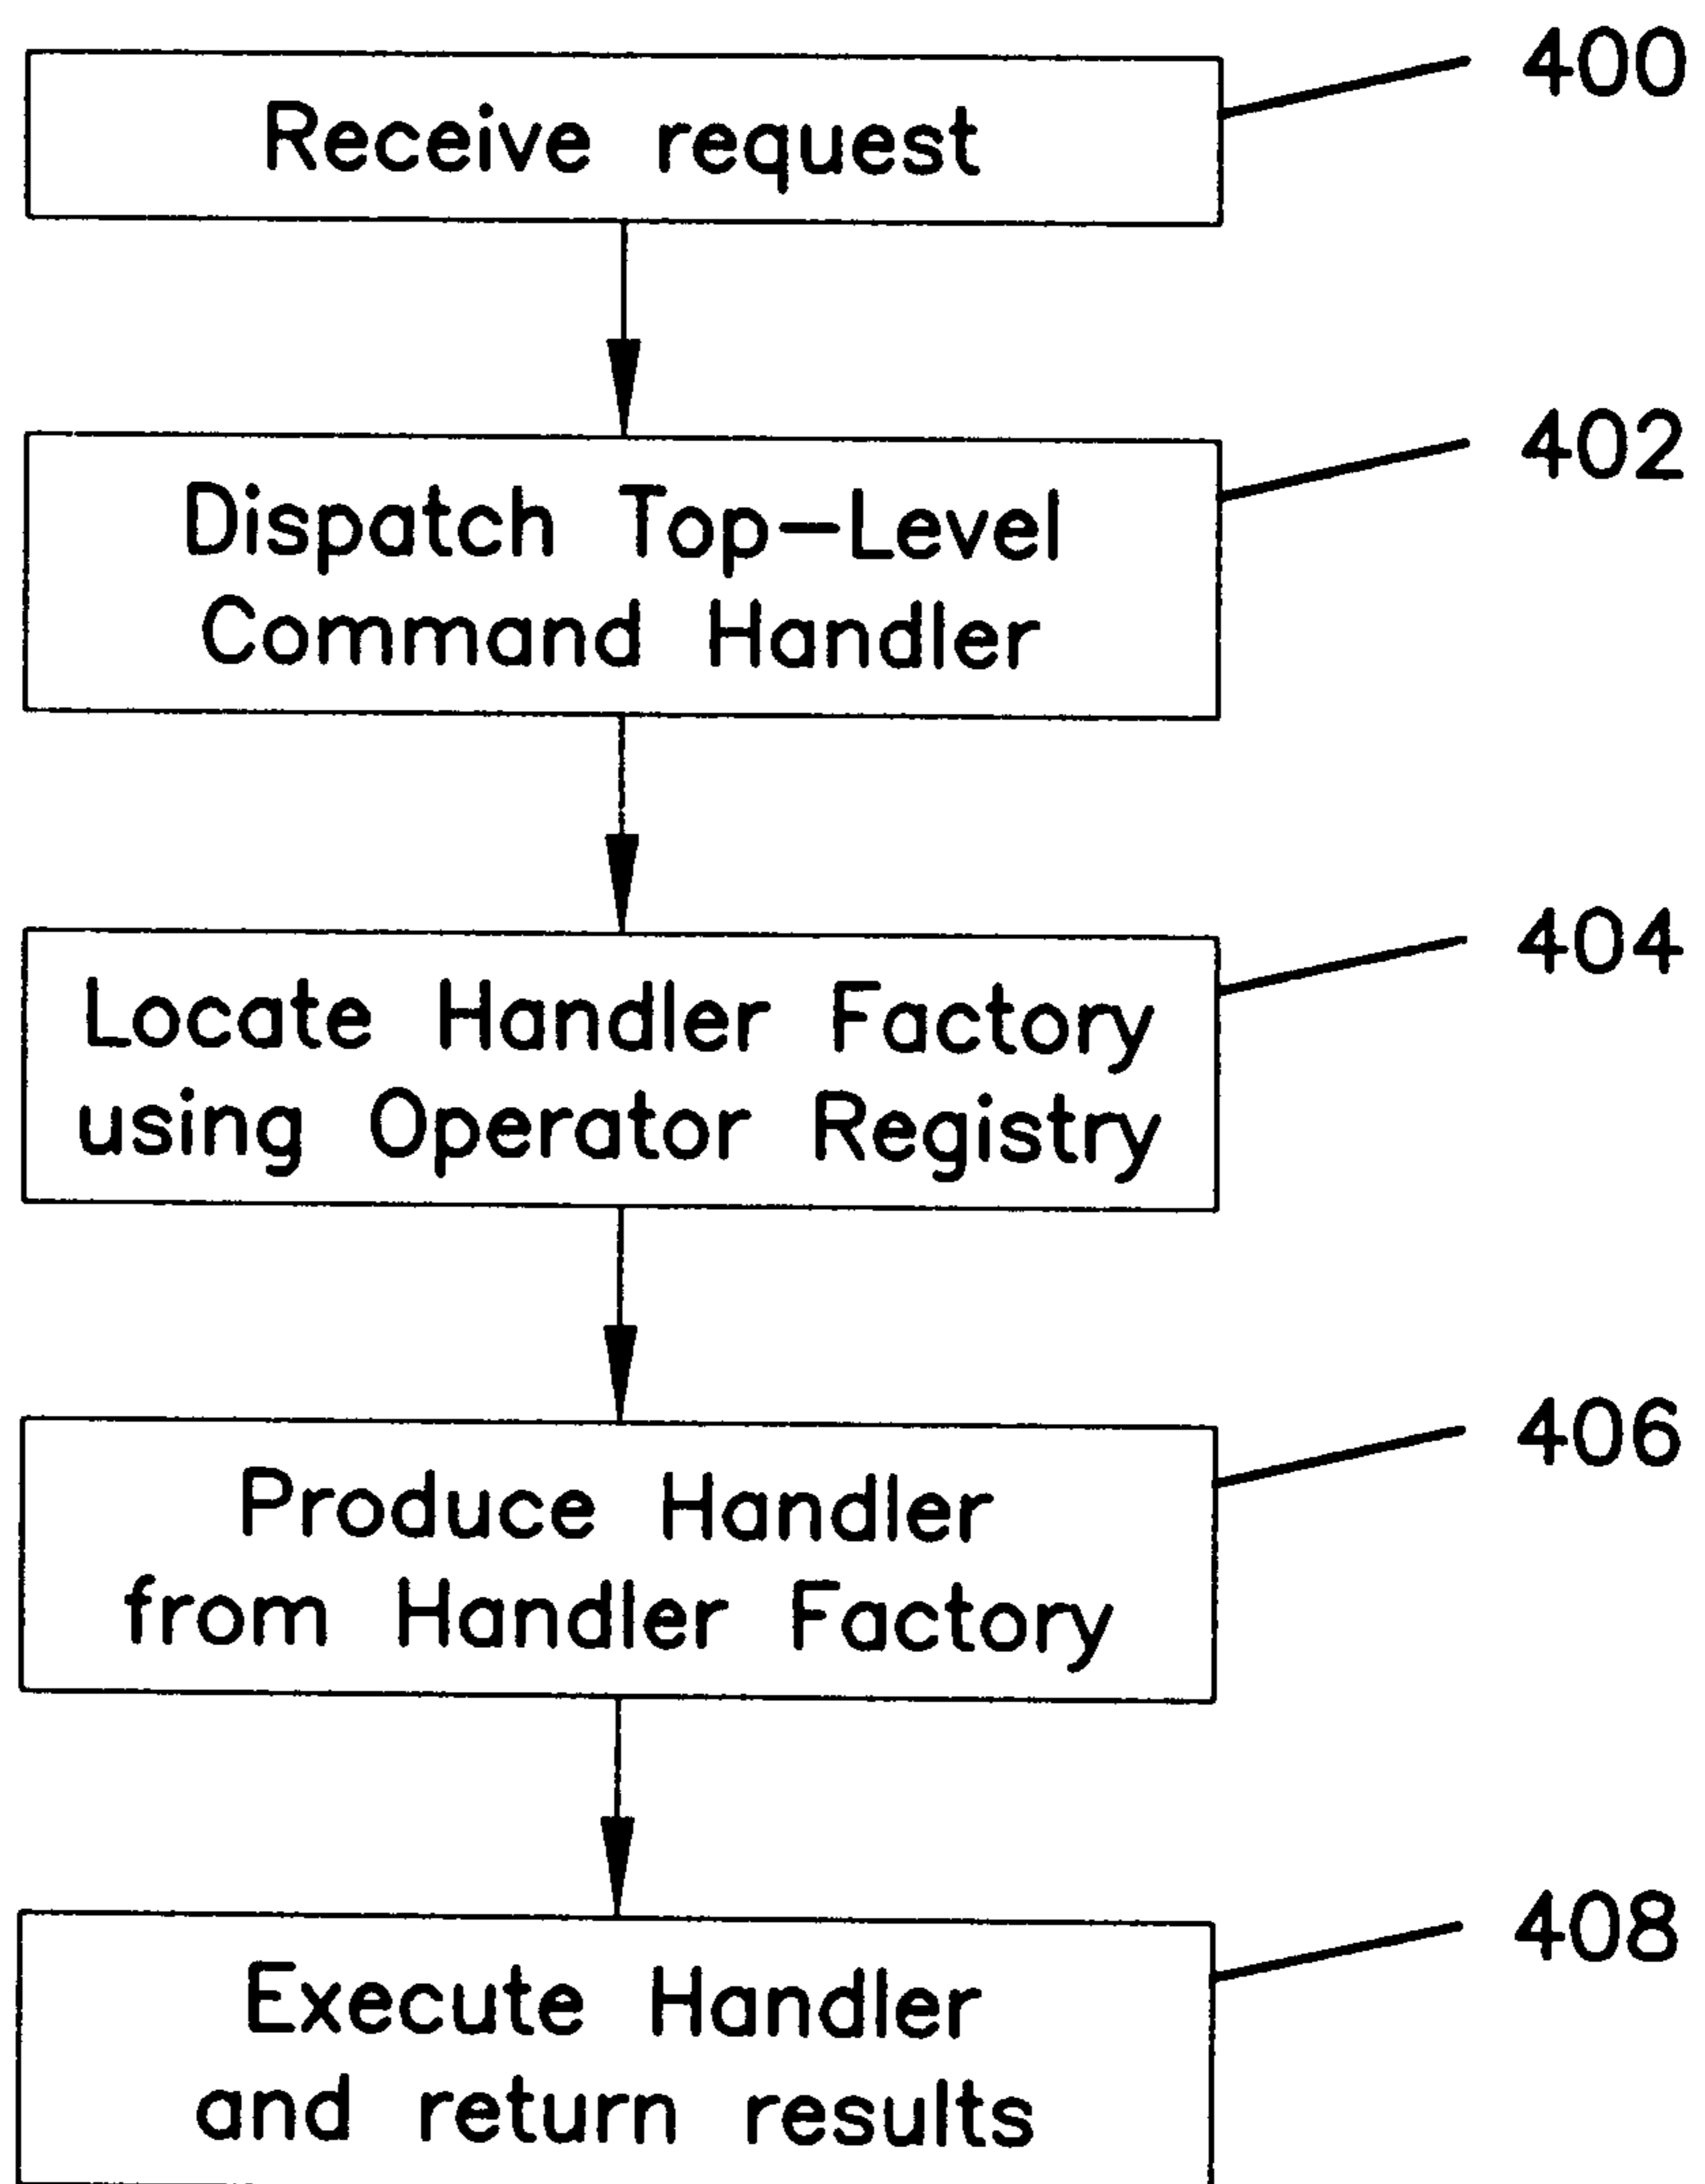 Receive request
400
Dispatch Top-Level
Command Handler
402
Locate Handler Factory
using Operator Registry
404
Produce Handler
from Handler Factory
406
Execute Handler
and return results
408